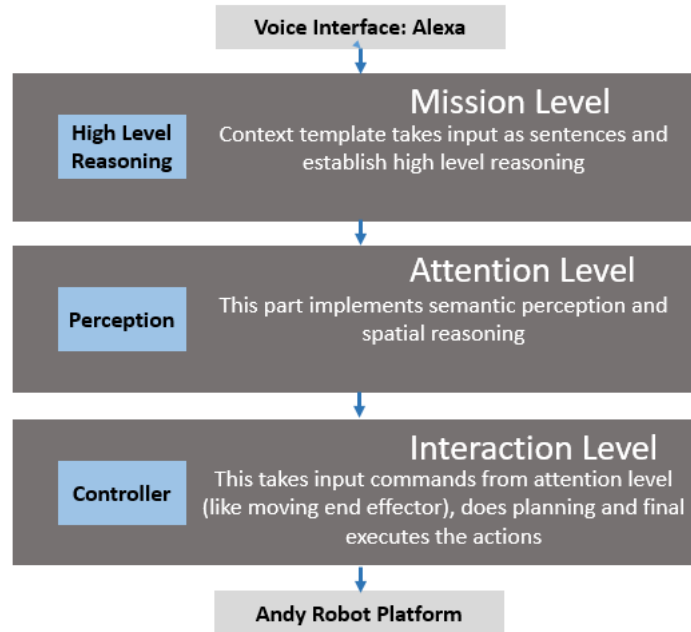 Voice Interface: Alexa
Mission Level
High Level
Reasoning
Context template takes input as sentences and
establish high level reasoning
Attention Level
Perception
This part implements semantic perception and
spatial reasoning
Interaction Level
Controller
This takes input commands from attention level
(like moving end effector), does planning and final
executes the actions
Andy Robot Platform